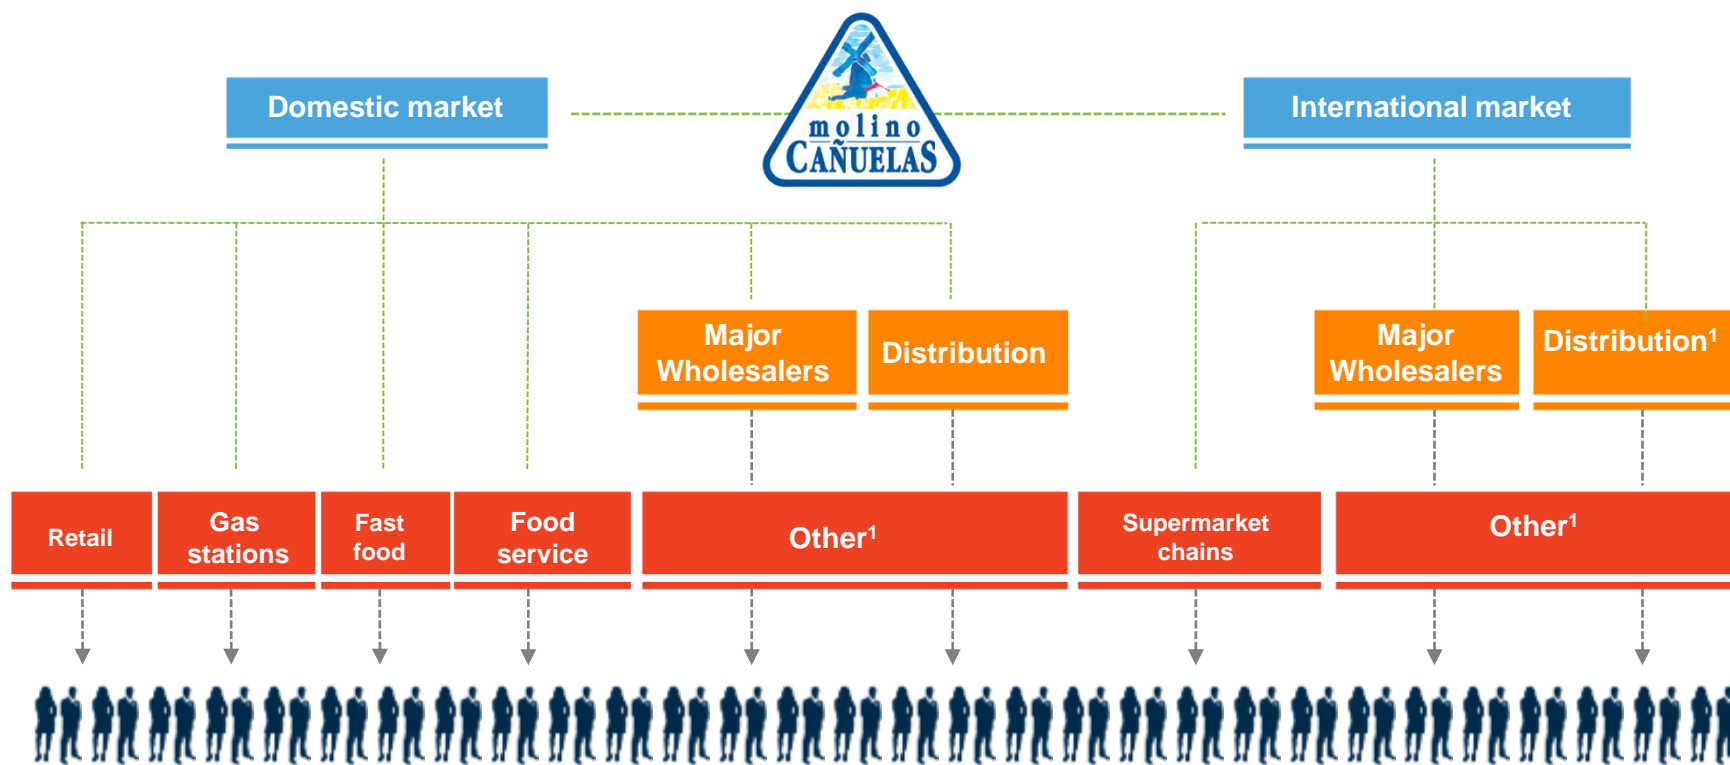 Domestic market
molino
CAÑUELAS
International market
Major
Wholesalers
Distribution
Major
Wholesalers
Distribution¹
Retail
Gas
stations
Fast
food
Food
service
Other¹
Supermarket
chains
Other¹